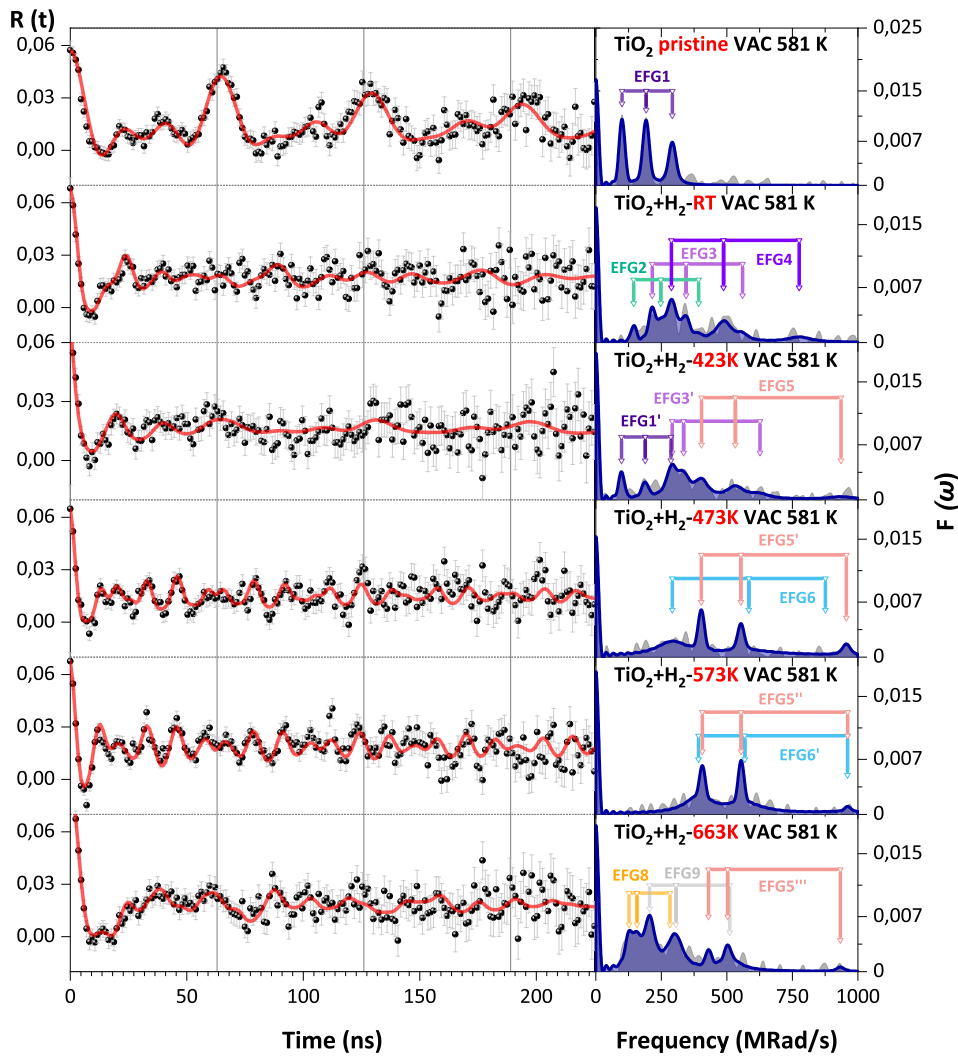 R (t)
0,06
0,03
0,00
TiO2 pristine VAC 581 K
EFG1
0,025
0,015
0,007
0
0,06
0,03
0,00
TiO2+H2-RT VAC 581 K
EFG2
EFG3
EFG4
0,015
0,007
0
0,06
0,03
0,00
TiO2+H2-423K VAC 581 K
EFG1'
EFG3'
EFG5
0,015
0,007
0
F (ω)
0,06
0,03
0,00
TiO2+H2-473K VAC 581 K
EFG5'
EFG6
0,015
0,007
0
0,06
0,03
0,00
TiO2+H2-573K VAC 581 K
EFG5''
EFG6'
0,015
0,007
0
0,06
0,03
0,00
TiO2+H2-663K VAC 581 K
EFG8
EFG9
EFG5'''
0,015
0,007
0
0 50 100 150 200 0 250 500 750 1000
Time (ns) Frequency (MRad/s)